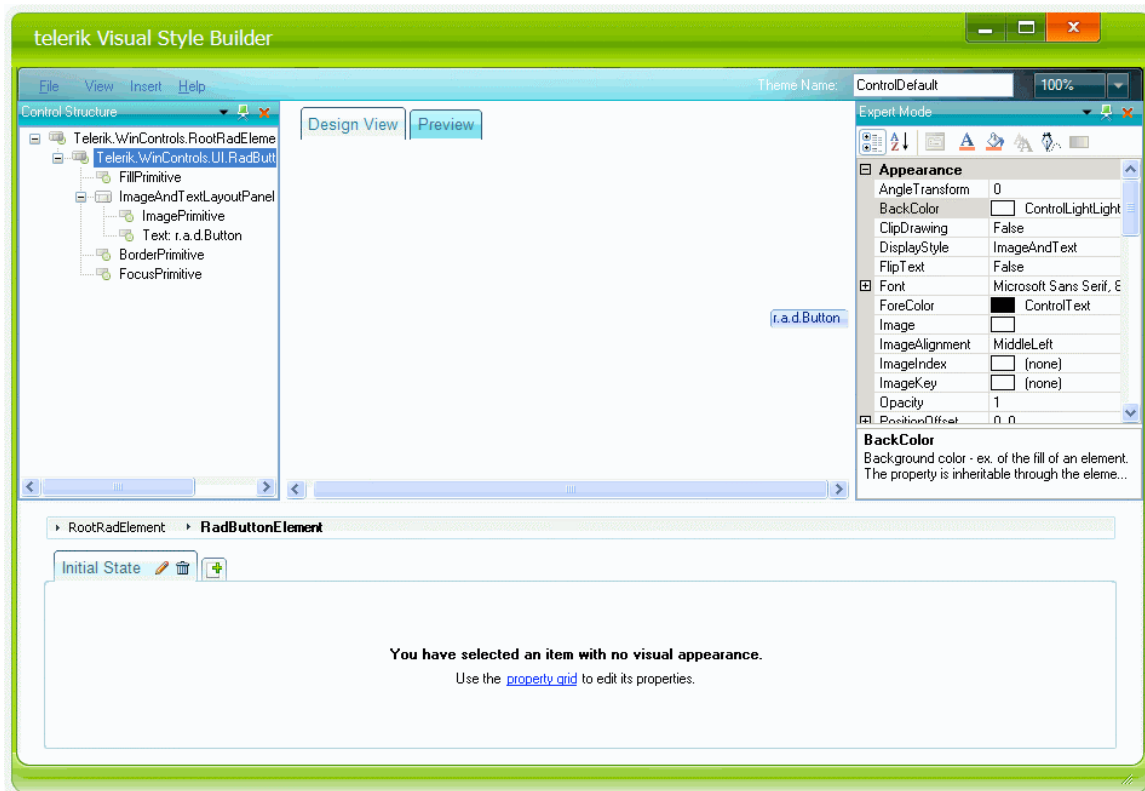 telerik Visual Style Builder
File View Insert Help
Theme Name: ControlDefault 100%
Control Structure
Telerik.WinControls.RootRadEleme
Telerik.WinControls.UI.RadButt
FillPrimitive
ImageAndTextLayoutPanel
ImagePrimitive
Text: r.a.d.Button
BorderPrimitive
FocusPrimitive
Design View Preview
r.a.d.Button
Expert Mode
Appearance
AngleTransform 0
BackColor ControlLightLight
ClipDrawing False
DisplayStyle ImageAndText
FlipText False
Font Microsoft Sans Serif, 8
ForeColor ControlText
Image
ImageAlignment MiddleLeft
ImageIndex (none)
ImageKey (none)
Opacity 1
PositionOffset 0, 0
BackColor
Background color - ex. of the fill of an element.
The property is inheritable through the eleme...
RootRadElement RadButtonElement
Initial State
You have selected an item with no visual appearance.
Use the property grid to edit its properties.